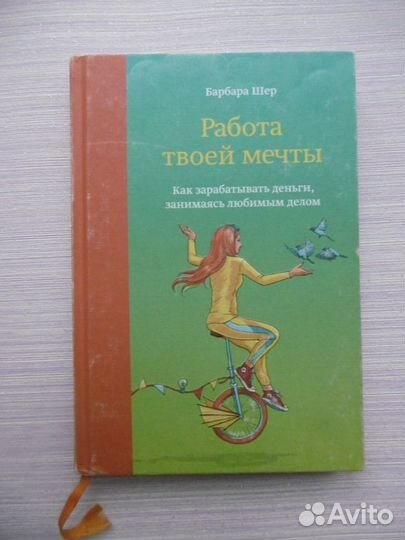 Барбара Шер
Работа
твоей мечты
Как зарабатывать деньги,
занимаясь любимым делом
Avito